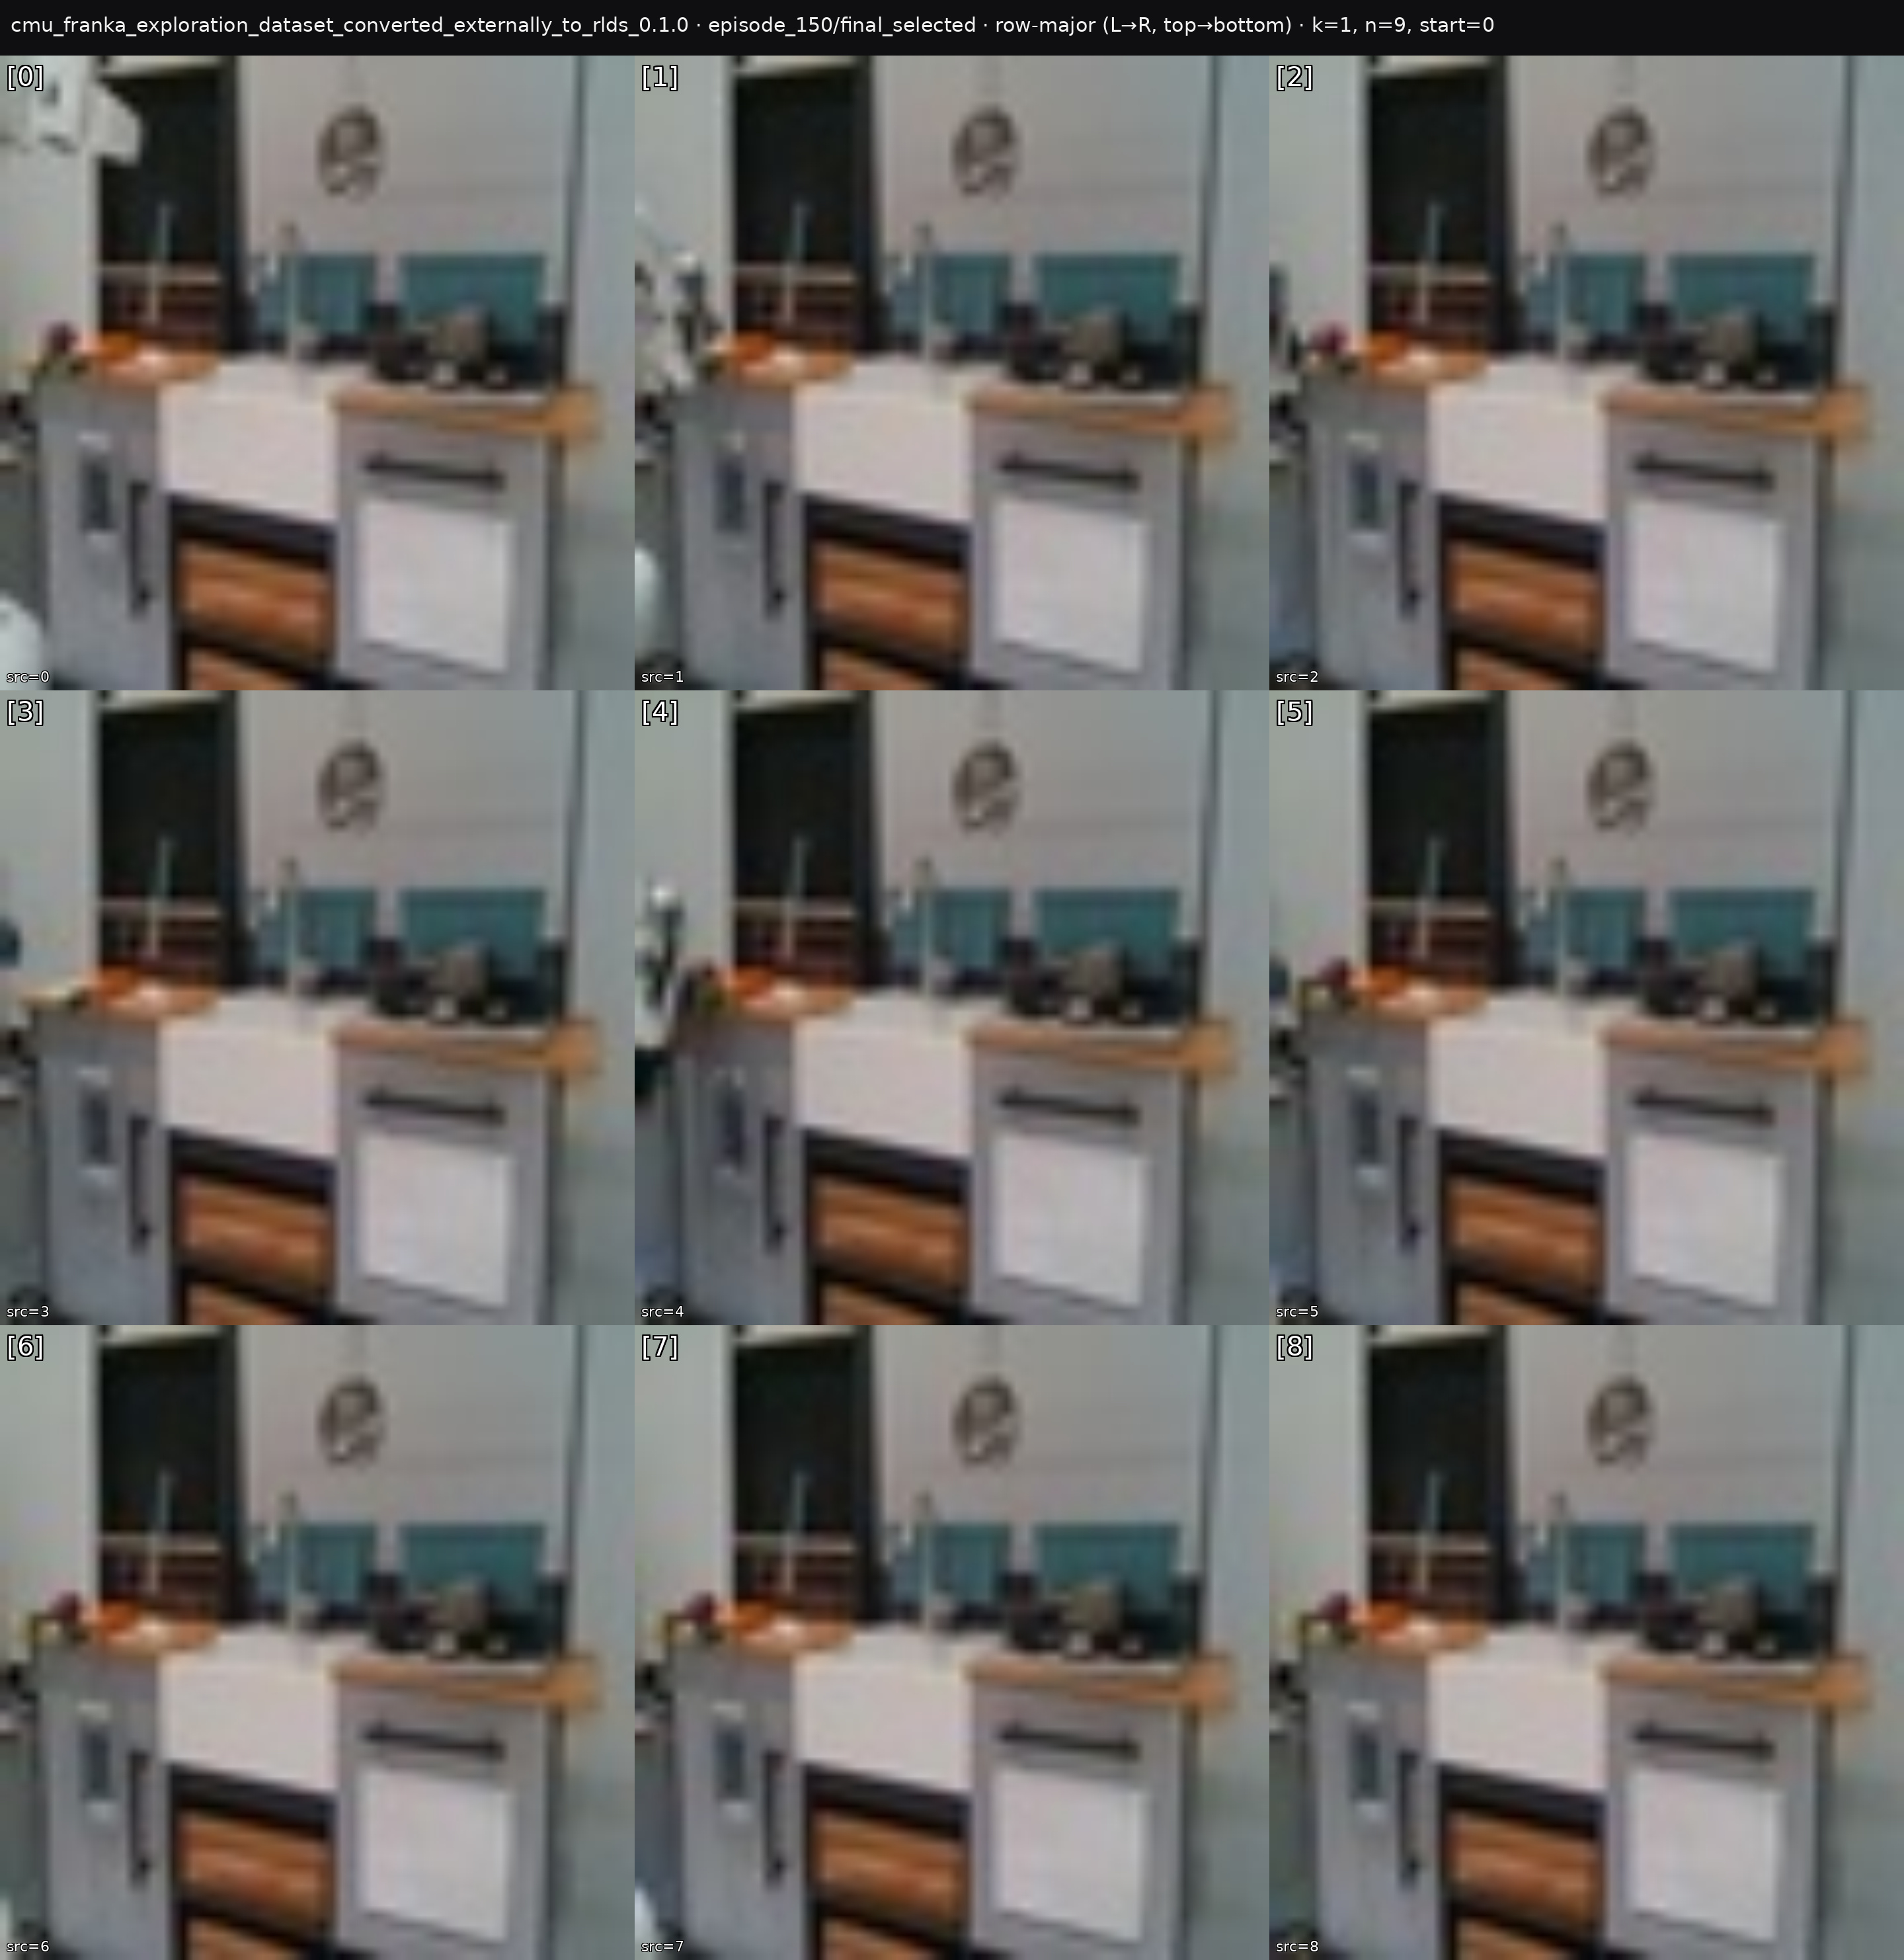 cmu_franka_exploration_dataset_converted_externally_to_rlds_0.1.0 · episode_150/final_selected · row-major (L→R, top→bottom) · k=1, n=9, start=0
[0]
[1]
[2]
src=0
src=1
src=2
[3]
[4]
[5]
src=3
src=4
src=5
[6]
[7]
[8]
src=6
src=7
src=8